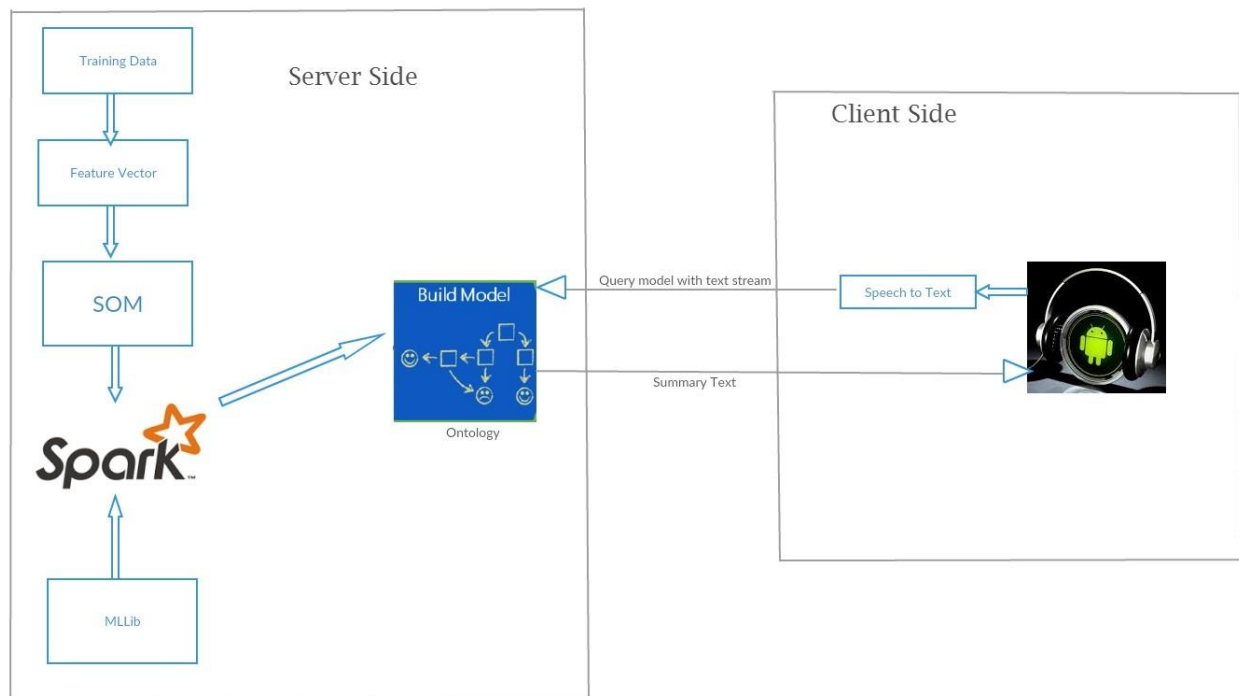 Training Data
Server Side
Client Side
Feature Vector
SOM
Query model with text stream
Speech to Text
Build Model
Summary Text
Ontology
Spark™
MLLib